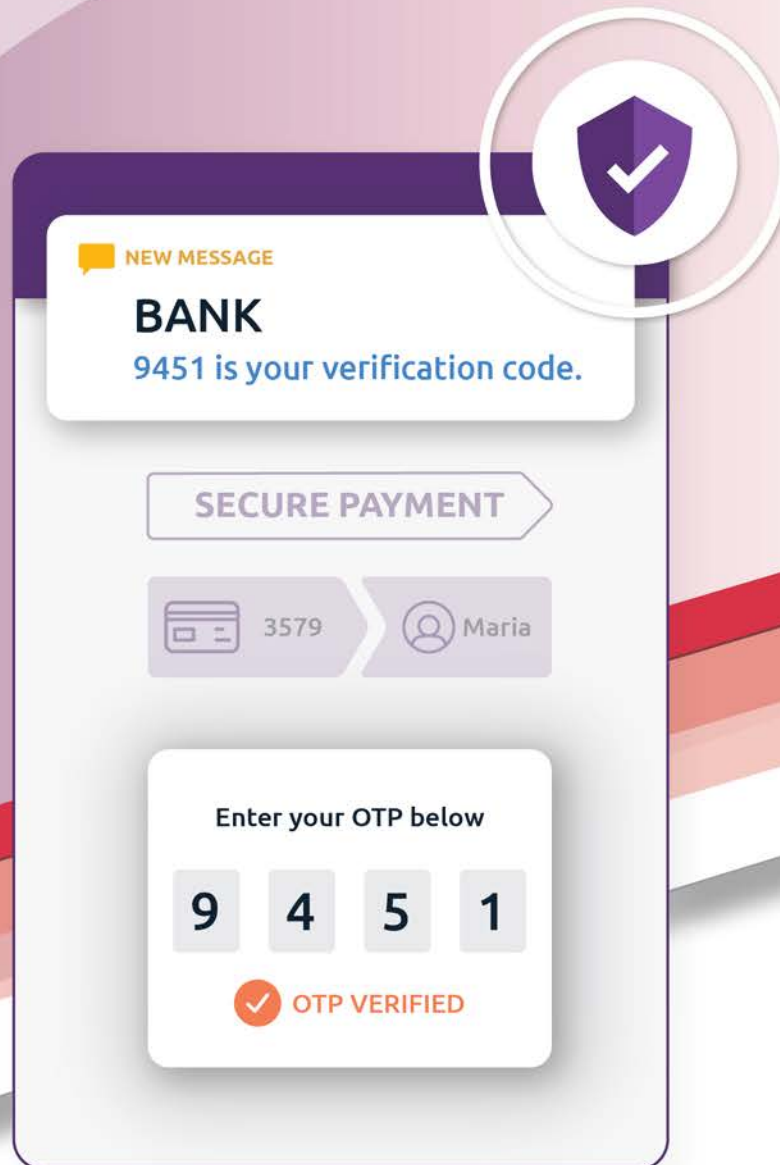 NEW MESSAGE
BANK
9451 is your verification code.
SECURE PAYMENT
3579
Maria
Enter your OTP below
9 4 5 1
OTP VERIFIED